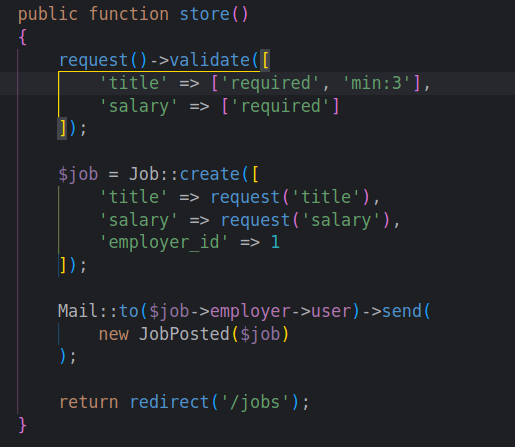 public function store()
{
    request()->validate([
        'title' => ['required', 'min:3'],
        'salary' => ['required']
    ]);

    $job = Job::create([
        'title' => request('title'),
        'salary' => request('salary'),
        'employer_id' => 1
    ]);

    Mail::to($job->employer->user)->send(
        new JobPosted($job)
    );

    return redirect('/jobs');
}